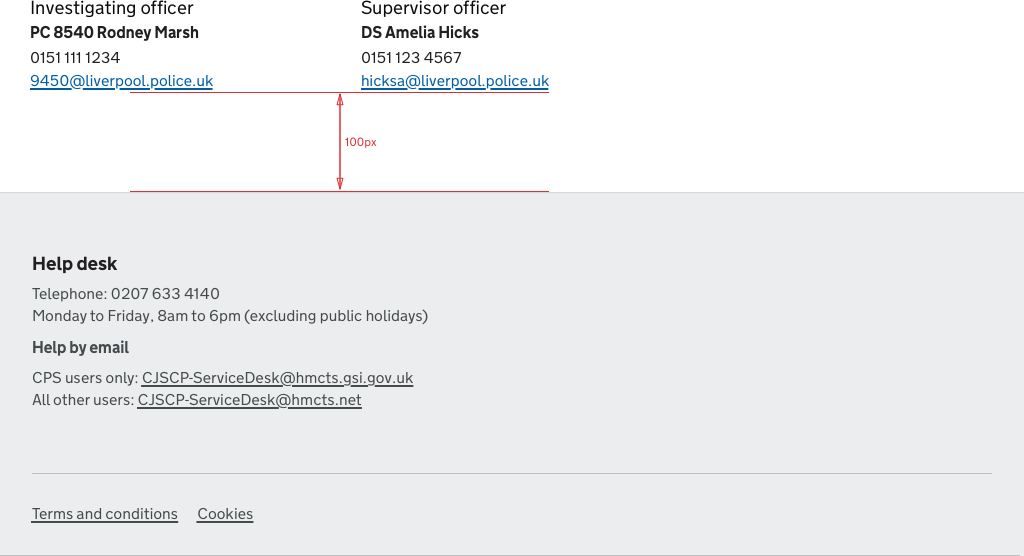 Investigating officer
PC 8540 Rodney Marsh
0151 111 1234
9450@liverpool.police.uk
Supervisor officer
DS Amelia Hicks
0151 123 4567
hicksa@liverpool.police.uk
100px
Help desk
Telephone: 0207 633 4140
Monday to Friday, 8am to 6pm (excluding public holidays)
Help by email
CPS users only: CJSCP-ServiceDesk@hmcts.gsi.gov.uk
All other users: CJSCP-ServiceDesk@hmcts.net
Terms and conditions Cookies